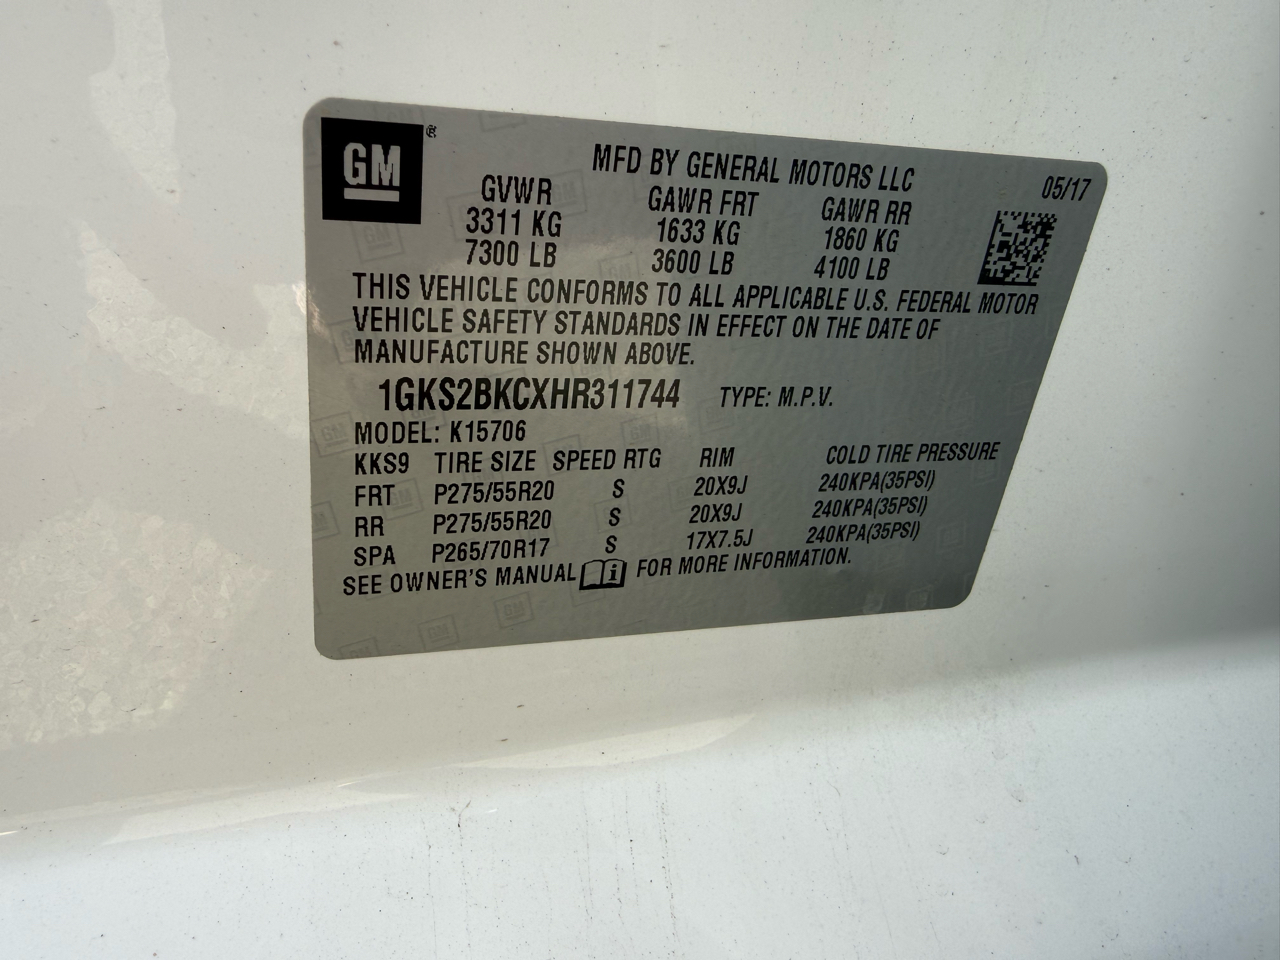 GM
MFD BY GENERAL MOTORS LLC
05/17
GVWR GAWR FRT GAWR RR
3311 KG 1633 KG 1860 KG
7300 LB 3600 LB 4100 LB
THIS VEHICLE CONFORMS TO ALL APPLICABLE U.S. FEDERAL MOTOR
VEHICLE SAFETY STANDARDS IN EFFECT ON THE DATE OF
MANUFACTURE SHOWN ABOVE.
1GKS2BKCXHR311744 TYPE: M.P.V.
MODEL: K15706
KKS9 TIRE SIZE SPEED RTG RIM COLD TIRE PRESSURE
FRT P275/55R20 S 20X9J 240KPA(35PSI)
RR P275/55R20 S 20X9J 240KPA(35PSI)
SPA P265/70R17 S 17X7.5J 240KPA(35PSI)
SEE OWNER'S MANUAL i FOR MORE INFORMATION.